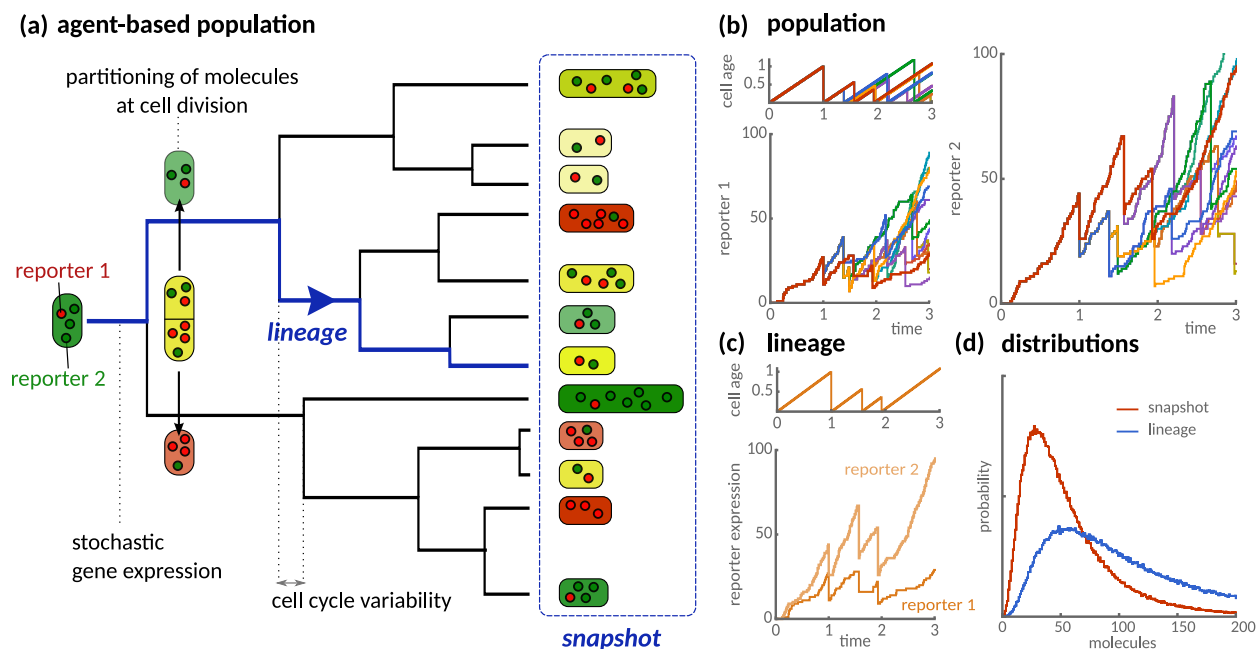 (a) agent-based population
partitioning of molecules
at cell division
reporter 1
reporter 2
lineage
stochastic
gene expression
cell cycle variability
snapshot
(b) population
cell age
1
0.5
0
1
2
3
reporter 1
100
50
0
0
1
2
3
time
reporter 2
100
50
0
0
1
2
3
time
(c) lineage
cell age
1
0.5
0
1
2
3
reporter expression
100
50
0
reporter 2
reporter 1
0
1
2
3
time
(d) distributions
snapshot
lineage
probability
0
50
100
150
200
molecules